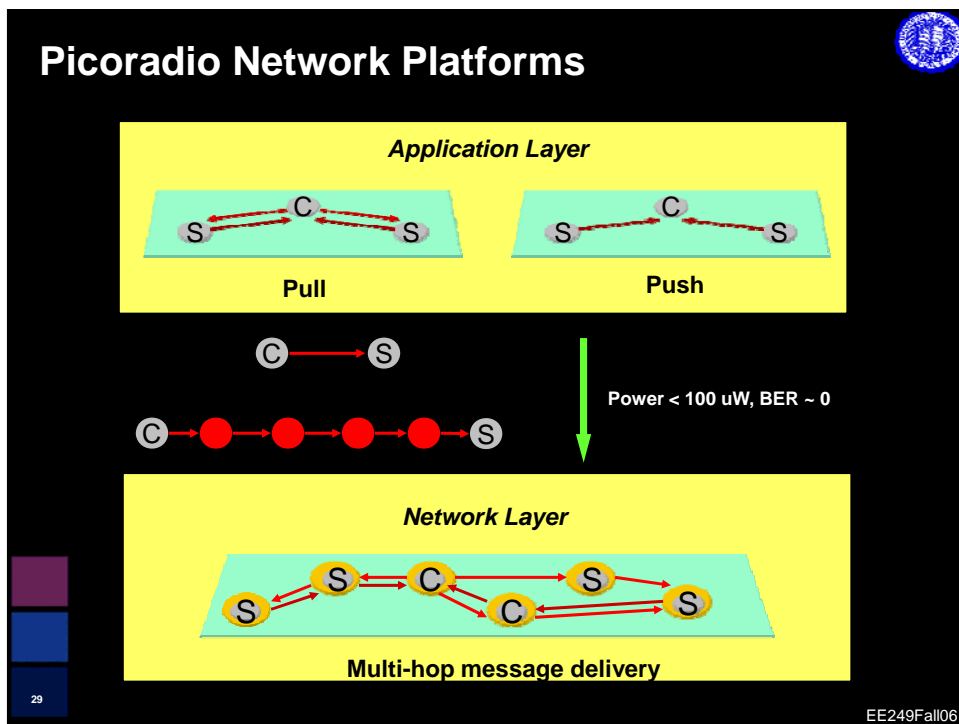 Picoradio Network Platforms
Application Layer
C
S
S
Pull
C
S
S
Push
C
S
Power < 100 uW, BER ~ 0
C
S
Network Layer
S
C
S
S
C
S
Multi-hop message delivery
29
EE249Fall06